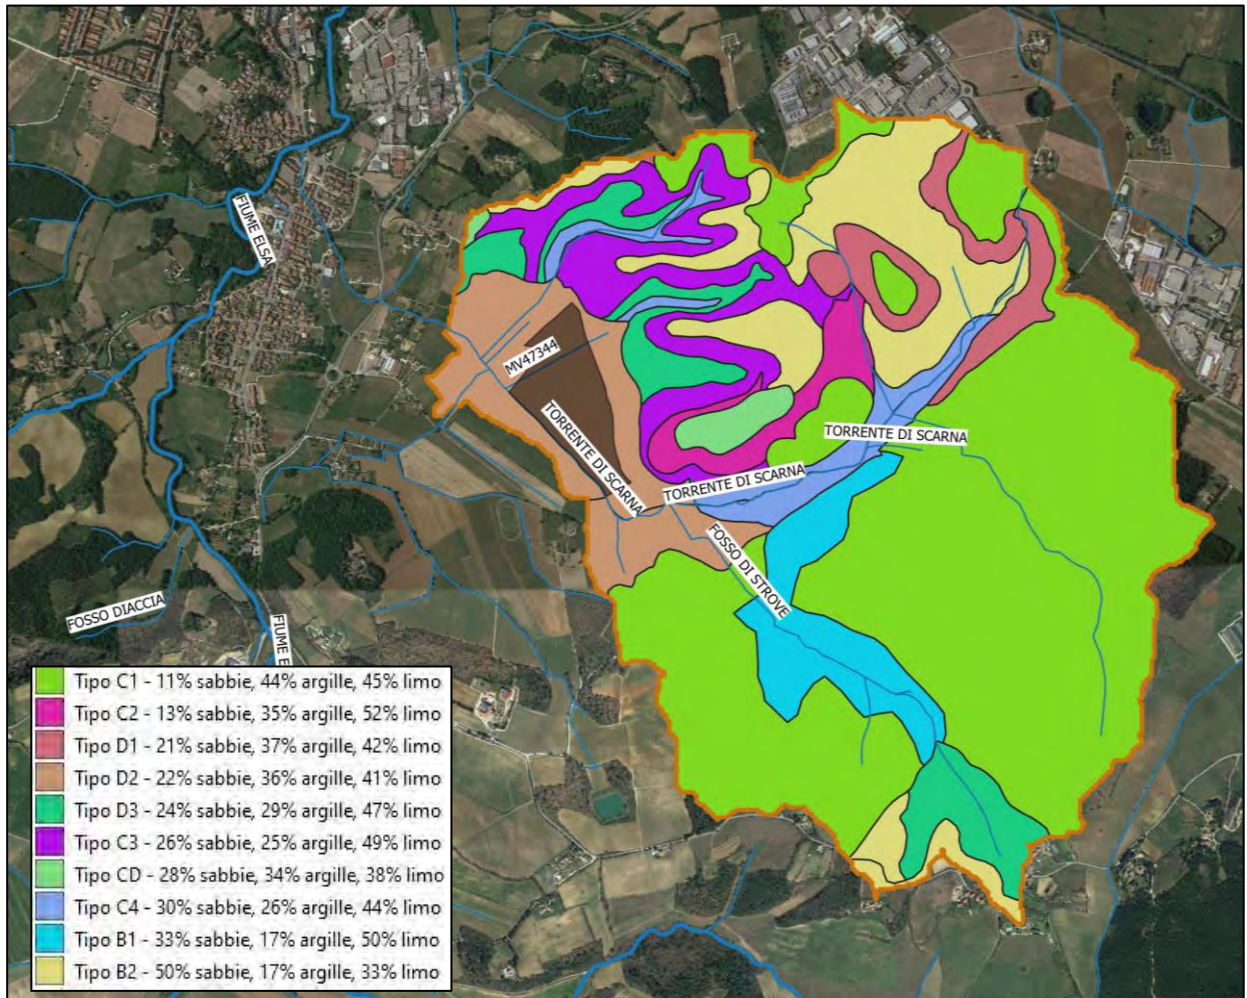 FIUME ELSA
MV47344
TORRENTE DI SCARNA
TORRENTE DI SCARNA
TORRENTE DI SCARNA
FOSSO DI STROVE
FOSSO DIACCIA
FIUME E
Tipo C1 - 11% sabbie, 44% argille, 45% limo
Tipo C2 - 13% sabbie, 35% argille, 52% limo
Tipo D1 - 21% sabbie, 37% argille, 42% limo
Tipo D2 - 22% sabbie, 36% argille, 41% limo
Tipo D3 - 24% sabbie, 29% argille, 47% limo
Tipo C3 - 26% sabbie, 25% argille, 49% limo
Tipo CD - 28% sabbie, 34% argille, 38% limo
Tipo C4 - 30% sabbie, 26% argille, 44% limo
Tipo B1 - 33% sabbie, 17% argille, 50% limo
Tipo B2 - 50% sabbie, 17% argille, 33% limo